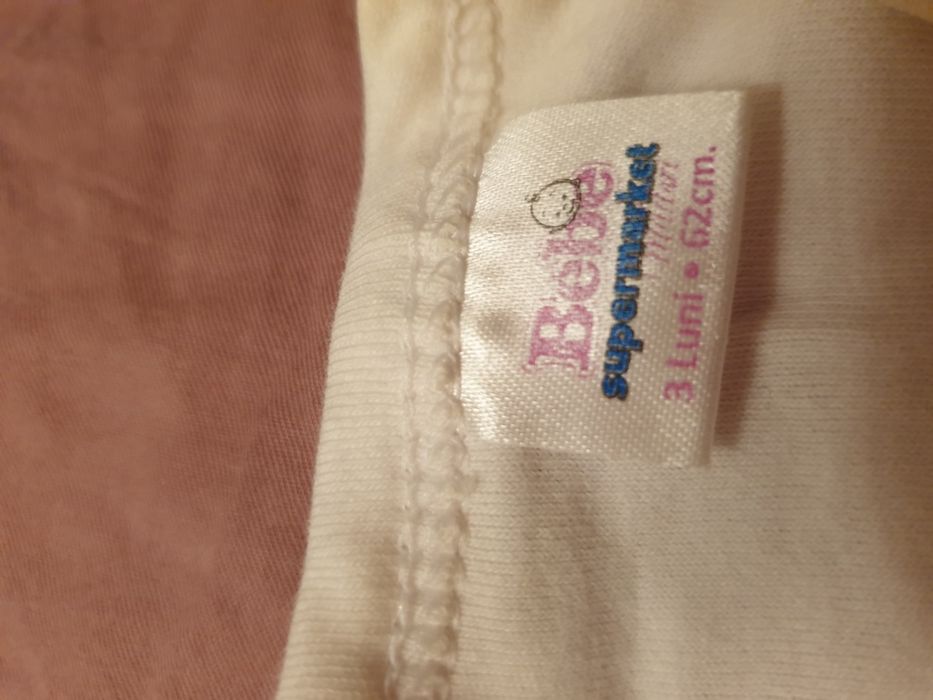 Bebe
supermarket
3 Luni • 62cm.